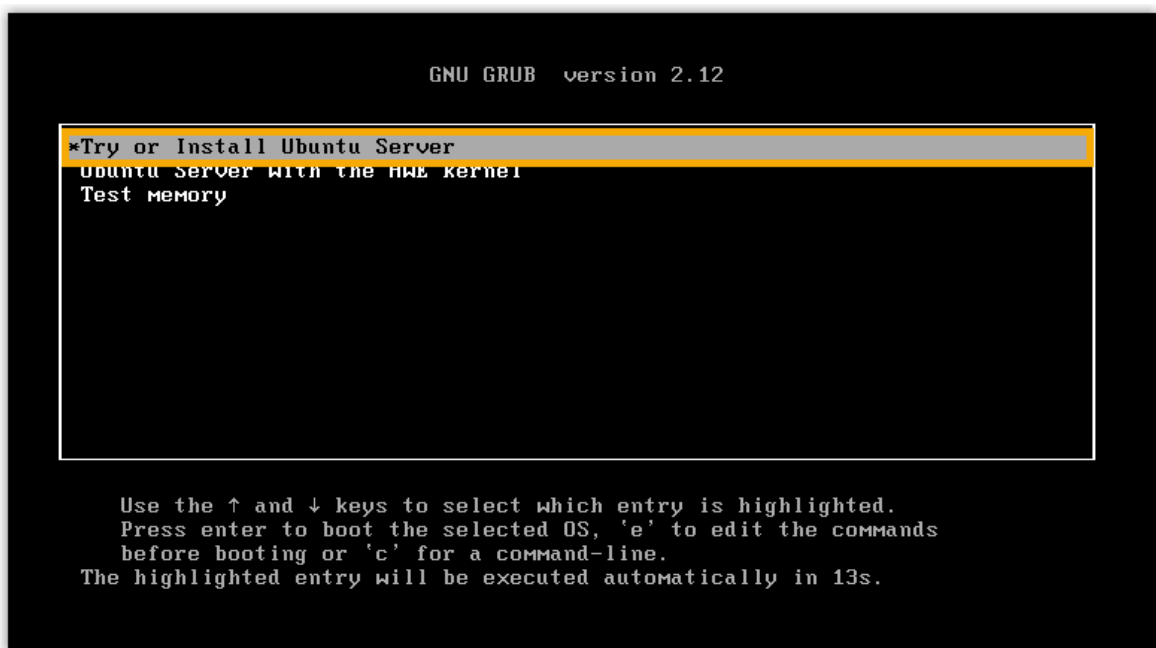 GNU GRUB version 2.12
*Try or Install Ubuntu Server
Ubuntu Server with the HWE kernel
Test memory
Use the ↑ and ↓ keys to select which entry is highlighted.
Press enter to boot the selected OS, `e' to edit the commands
before booting or `c' for a command-line.
The highlighted entry will be executed automatically in 13s.